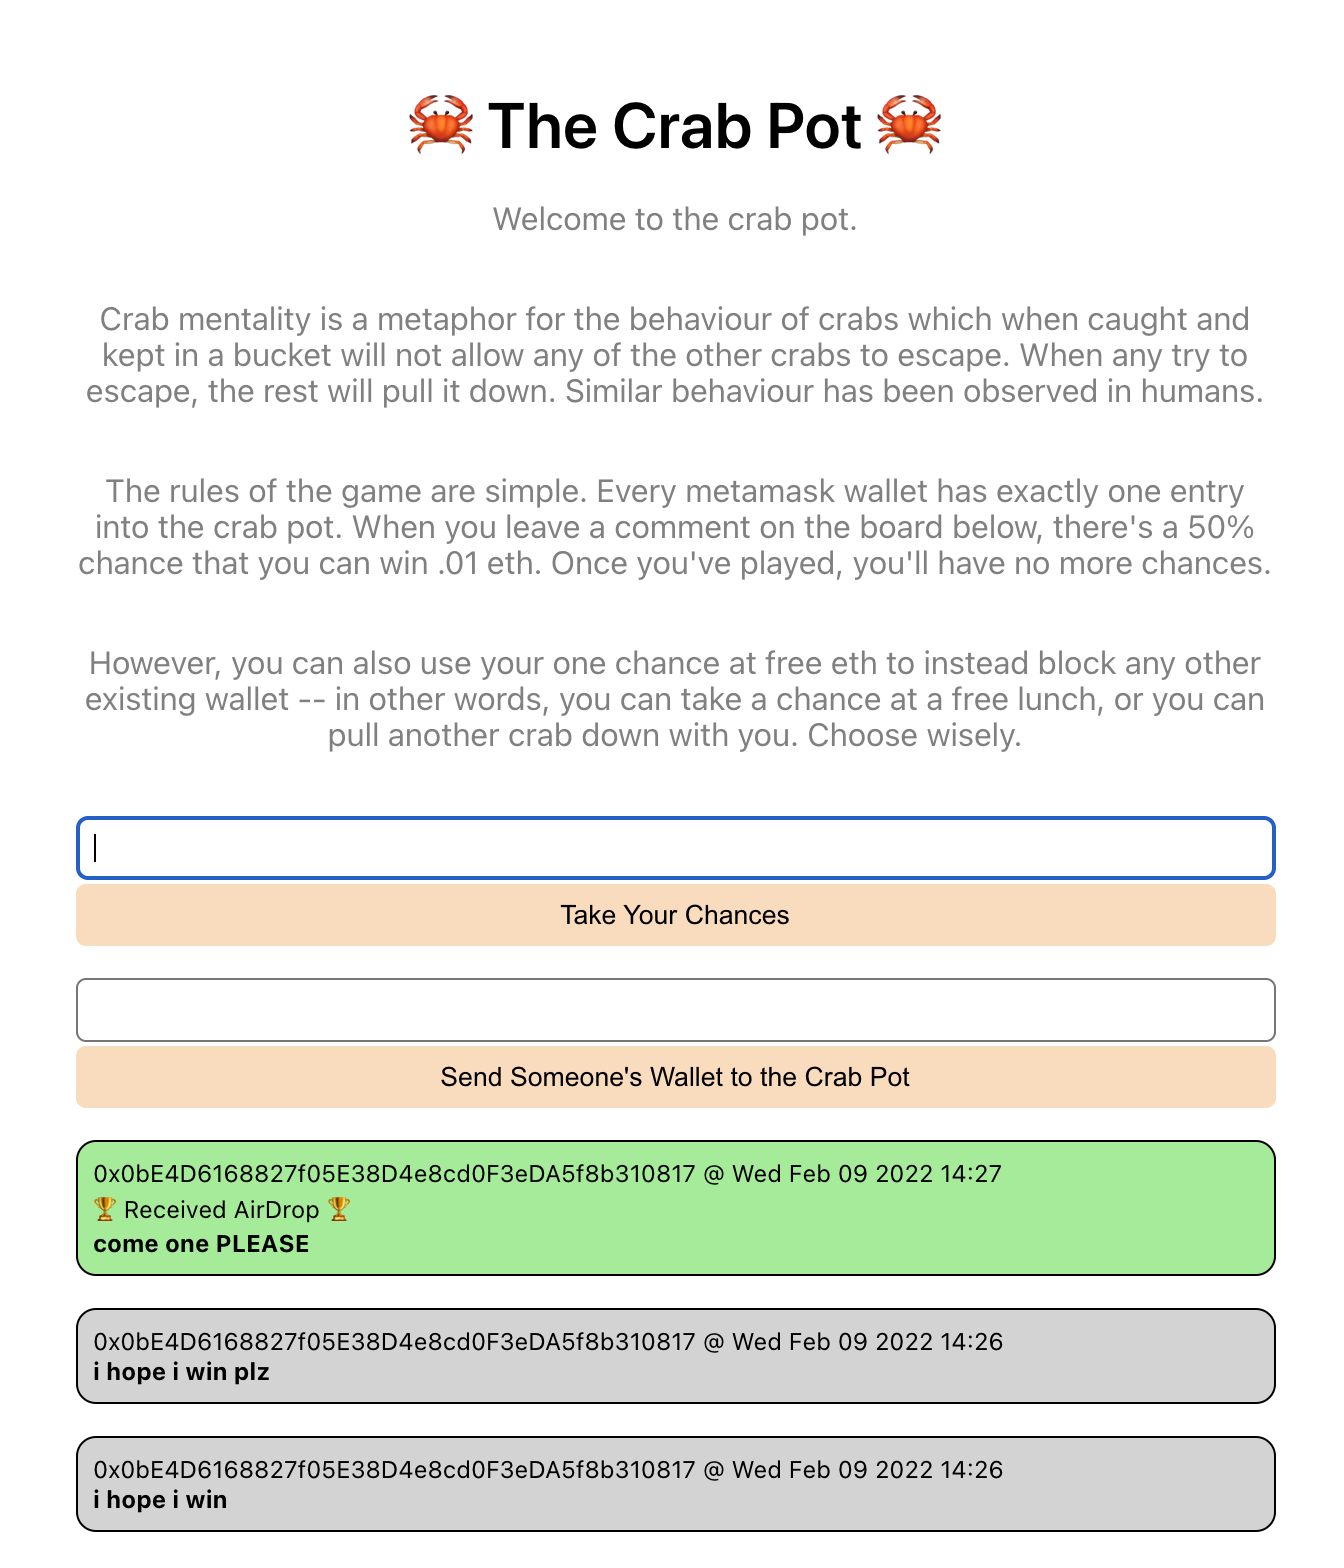 🦀 The Crab Pot 🦀
Welcome to the crab pot.
Crab mentality is a metaphor for the behaviour of crabs which when caught and
kept in a bucket will not allow any of the other crabs to escape. When any try to
escape, the rest will pull it down. Similar behaviour has been observed in humans.
The rules of the game are simple. Every metamask wallet has exactly one entry
into the crab pot. When you leave a comment on the board below, there's a 50%
chance that you can win .01 eth. Once you've played, you'll have no more chances.
However, you can also use your one chance at free eth to instead block any other
existing wallet -- in other words, you can take a chance at a free lunch, or you can
pull another crab down with you. Choose wisely.
Take Your Chances
Send Someone's Wallet to the Crab Pot
0x0bE4D6168827f05E38D4e8cd0F3eDA5f8b310817 @ Wed Feb 09 2022 14:27
🏆 Received AirDrop 🏆
come one PLEASE
0x0bE4D6168827f05E38D4e8cd0F3eDA5f8b310817 @ Wed Feb 09 2022 14:26
i hope i win plz
0x0bE4D6168827f05E38D4e8cd0F3eDA5f8b310817 @ Wed Feb 09 2022 14:26
i hope i win